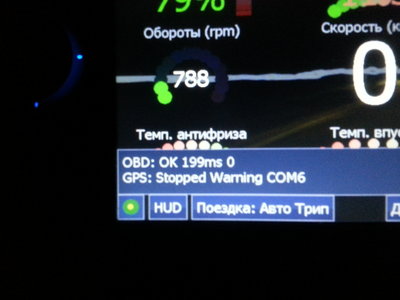 79%
Обороты (rpm)
Скорость (к
788
0
Темп. антифриза
Темп. впус
OBD: OK 199ms 0
GPS: Stopped Warning COM6
HUD
Поездка: Авто Трип
Д